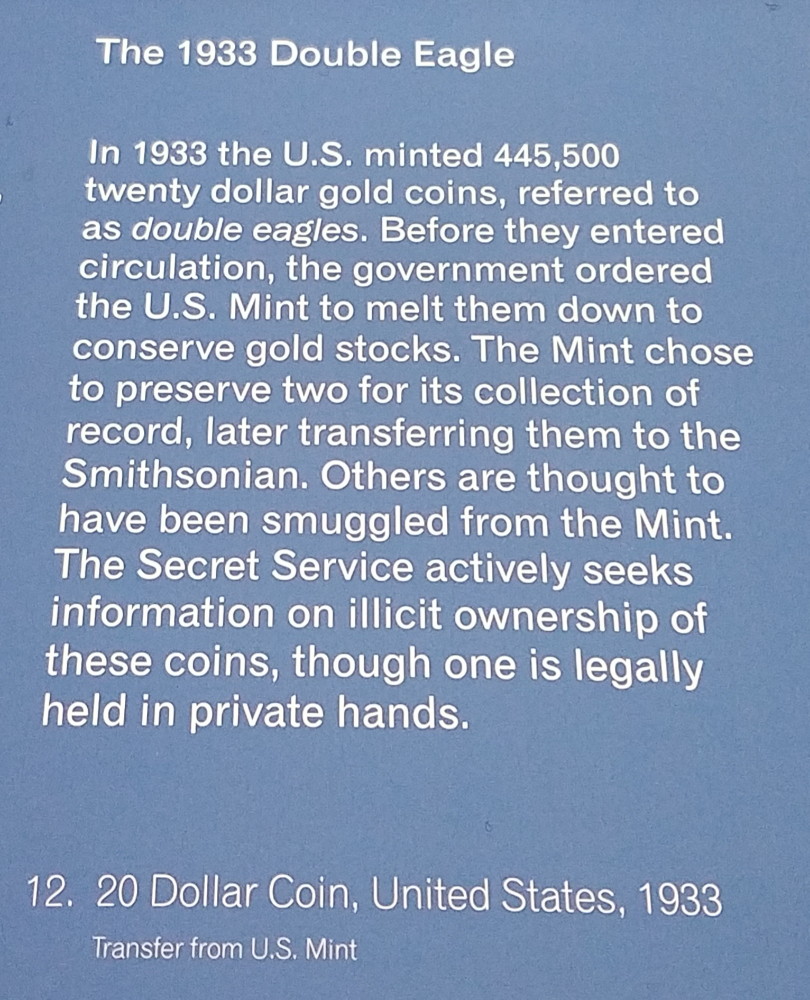 The 1933 Double Eagle
In 1933 the U.S. minted 445,500
twenty dollar gold coins, referred to
as double eagles. Before they entered
circulation, the government ordered
the U.S. Mint to melt them down to
conserve gold stocks. The Mint chose
to preserve two for its collection of
record, later transferring them to the
Smithsonian. Others are thought to
have been smuggled from the Mint.
The Secret Service actively seeks
information on illicit ownership of
these coins, though one is legally
held in private hands.
12. 20 Dollar Coin, United States, 1933
Transfer from U.S. Mint